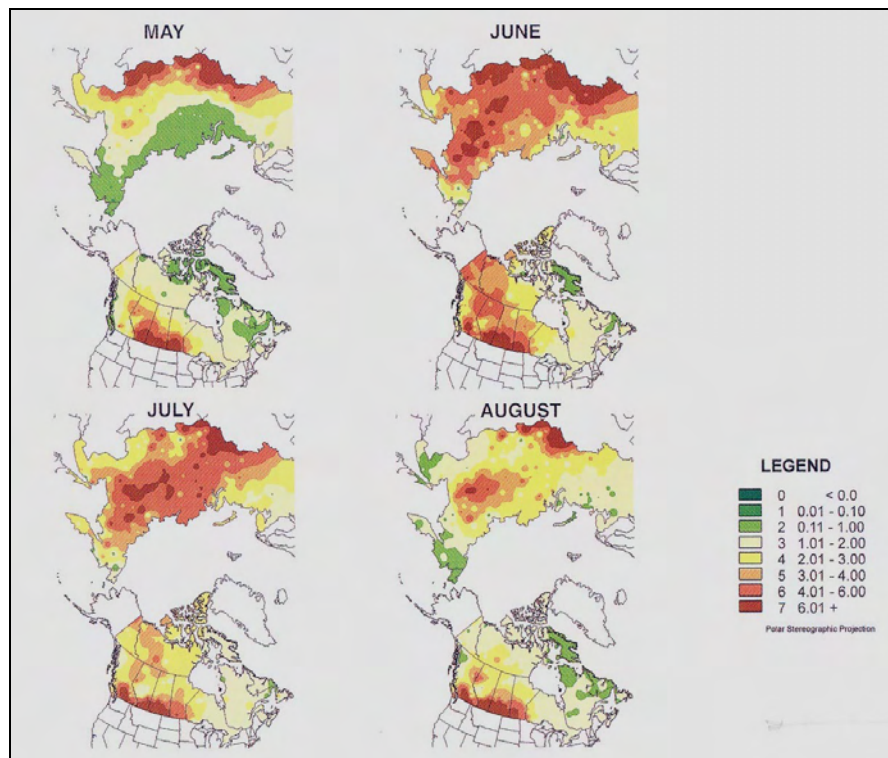 MAY
JUNE
JULY
AUGUST
LEGEND
0 < 0.0
1 0.01 - 0.10
2 0.11 - 1.00
3 1.01 - 2.00
4 2.01 - 3.00
5 3.01 - 4.00
6 4.01 - 6.00
7 6.01 +
Polar Stereographic Projection